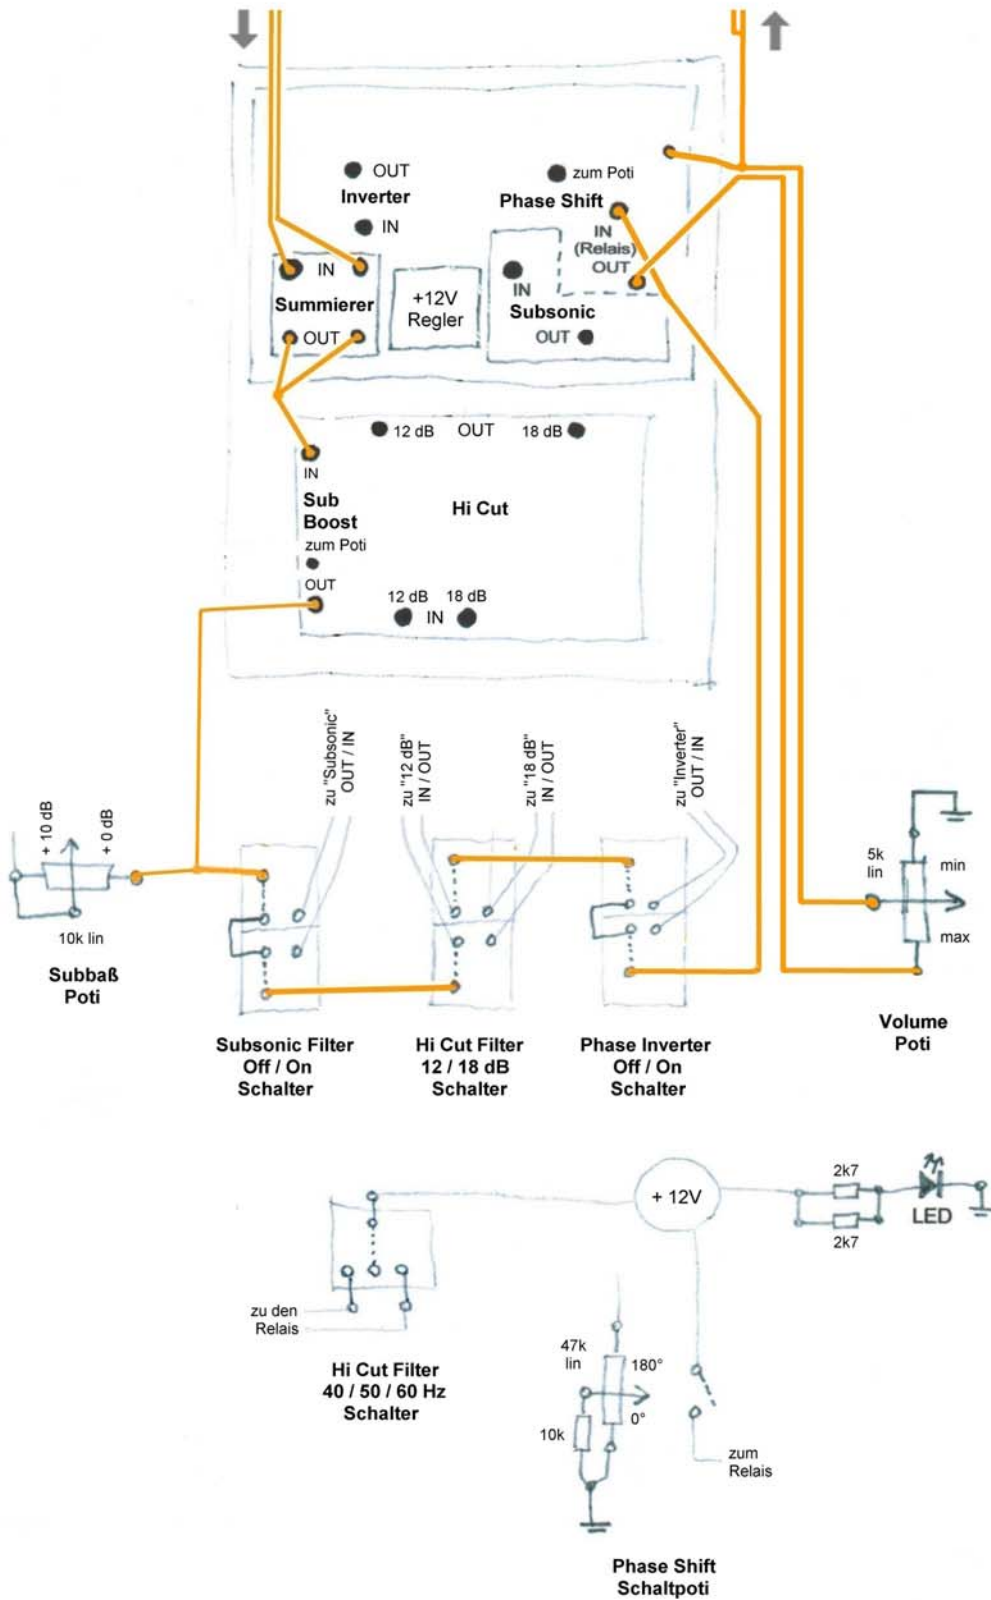 OUT
Inverter
IN
zum Poti
Phase Shift
IN
(Relais)
OUT
IN
Summierer
OUT
+12V
Regler
IN
Subsonic
OUT
12 dB OUT 18 dB
IN
Sub
Boost
zum Poti
OUT
Hi Cut
12 dB IN 18 dB
zu "Subsonic"
OUT / IN
zu "12 dB"
IN / OUT
zu "18 dB"
IN / OUT
zu "Inverter"
OUT / IN
+ 10 dB
+ 0 dB
10k lin
Subbaß
Poti
5k
lin
min
max
Volume
Poti
Subsonic Filter
Off / On
Schalter
Hi Cut Filter
12 / 18 dB
Schalter
Phase Inverter
Off / On
Schalter
+ 12V
2k7
2k7
LED
zu den
Relais
Hi Cut Filter
40 / 50 / 60 Hz
Schalter
47k
lin
180°
0°
10k
zum
Relais
Phase Shift
Schaltpoti